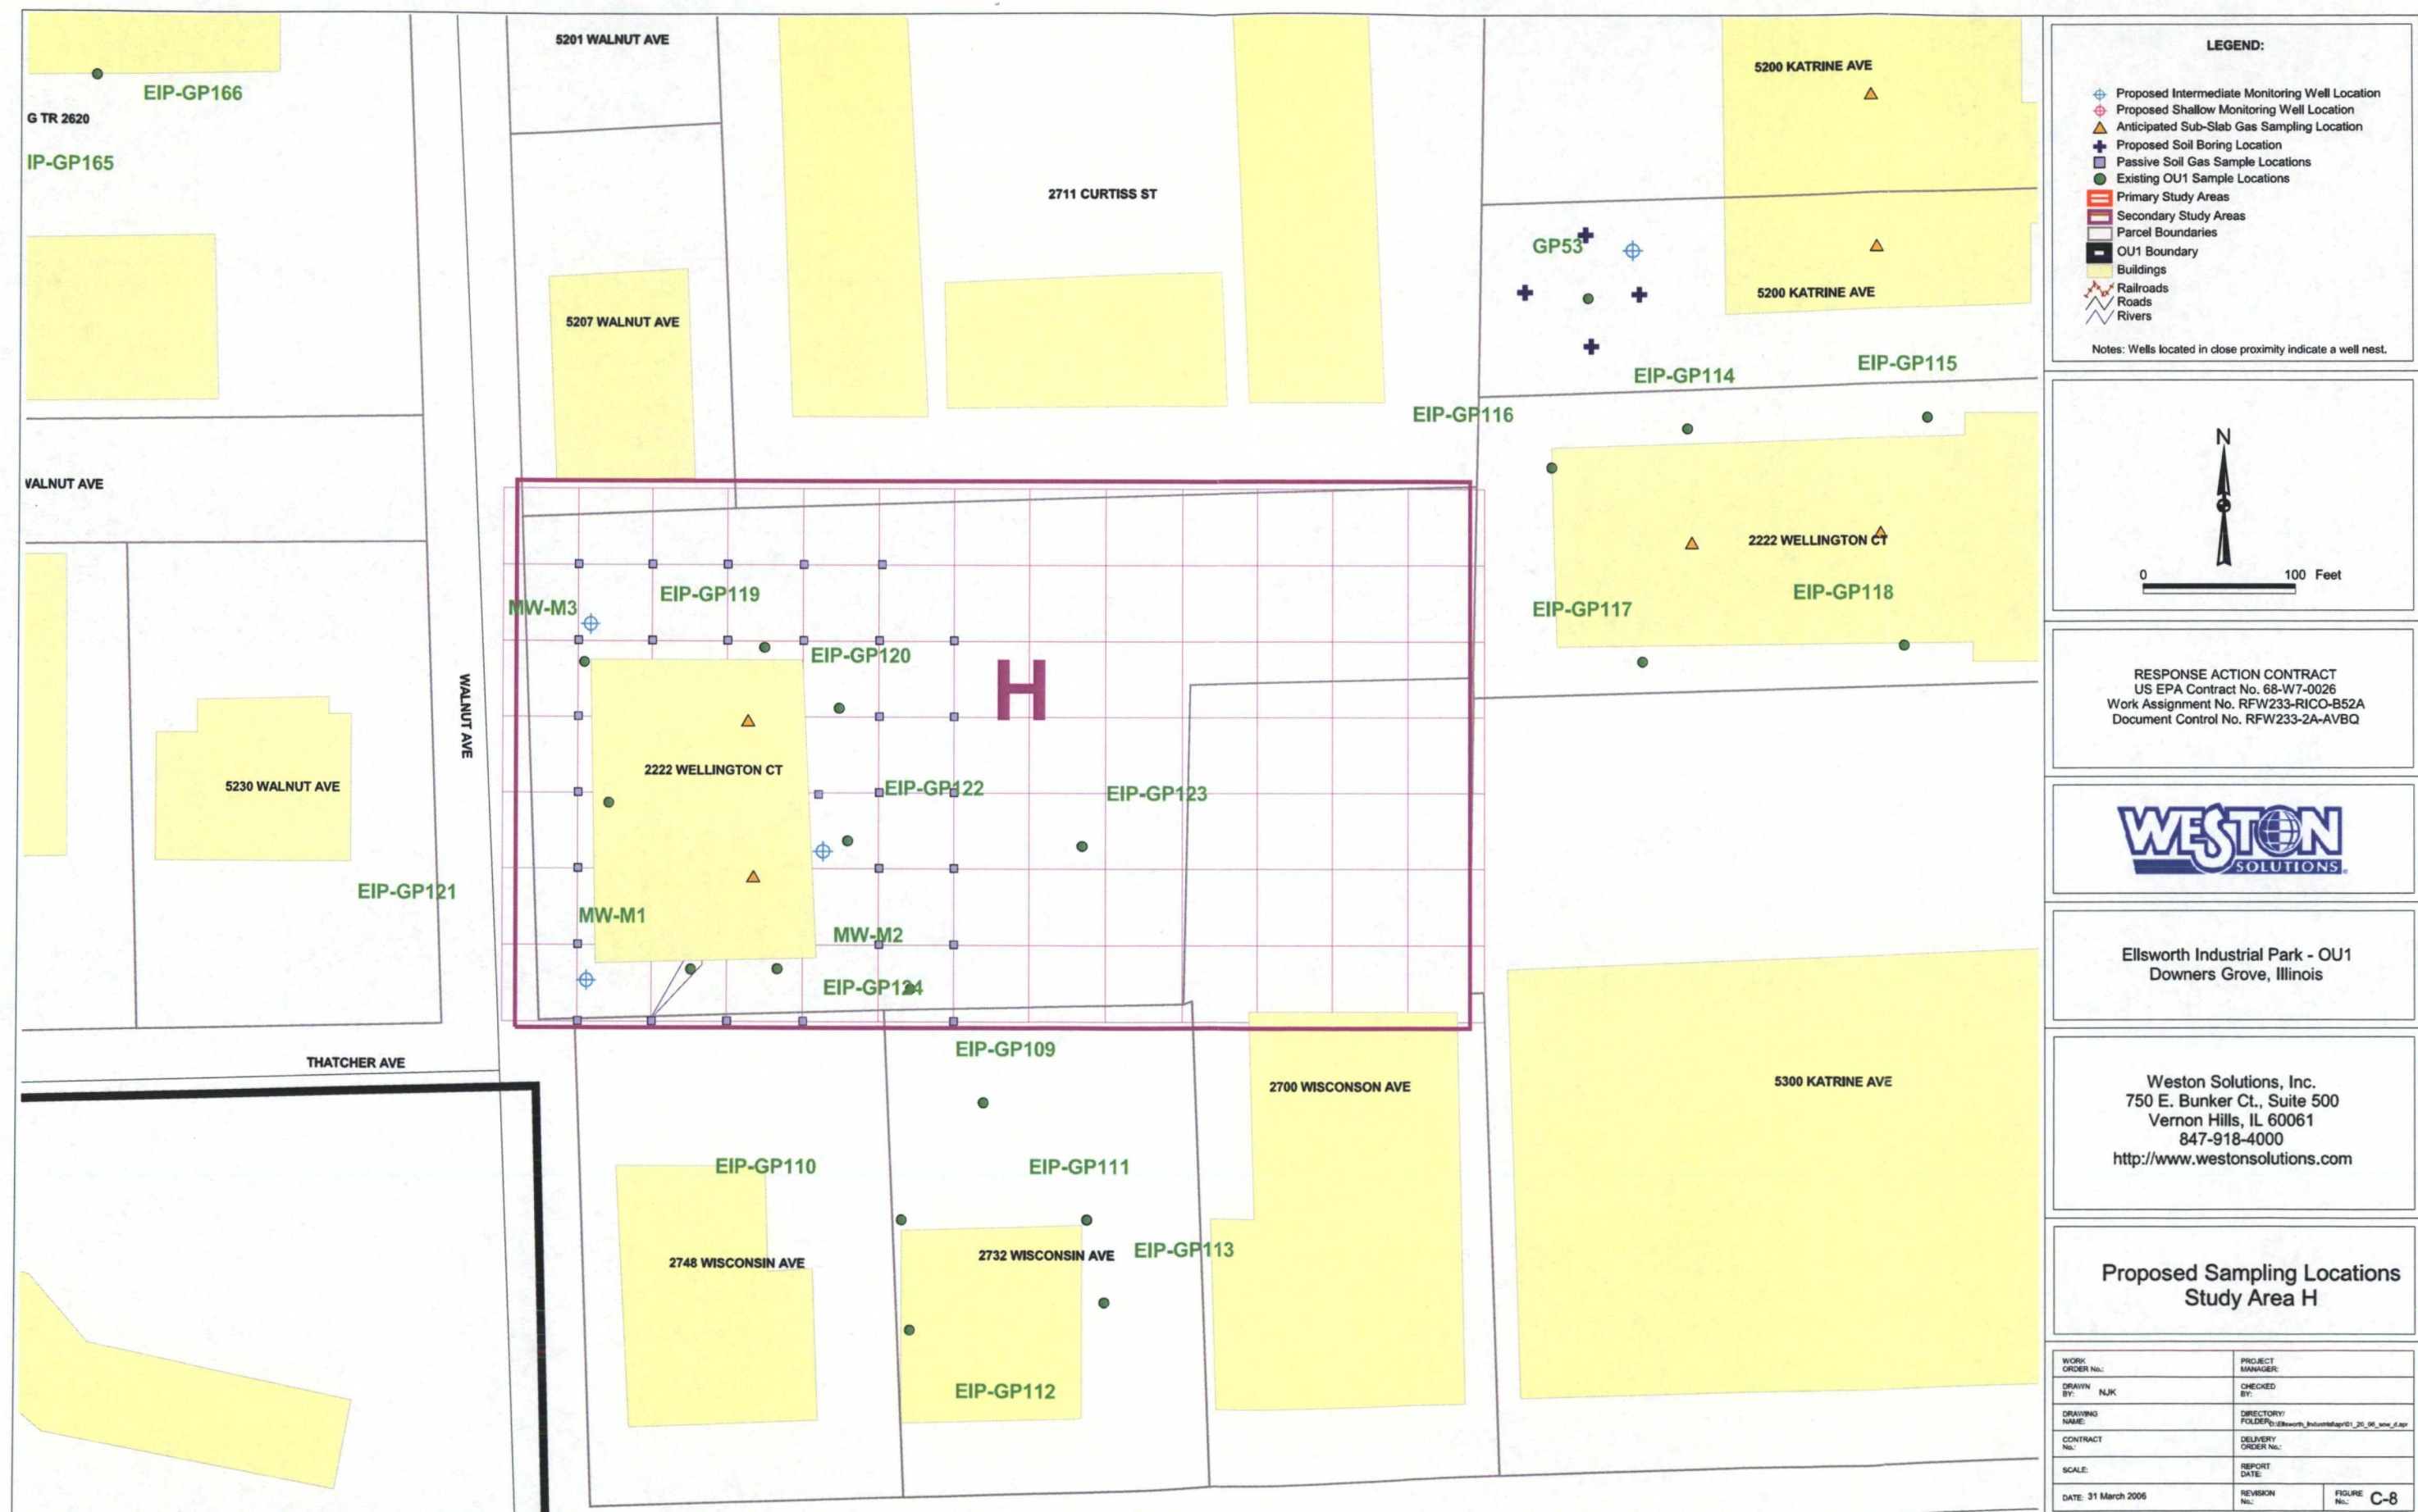 5201 WALNUT AVE
EIP-GP166
G TR 2620
IP-GP165
5200 KATRINE AVE
2711 CURTISS ST
GP53
5200 KATRINE AVE
5207 WALNUT AVE
EIP-GP114
EIP-GP115
EIP-GP116
WALNUT AVE
2222 WELLINGTON CT
EIP-GP119
MW-M3
EIP-GP117
EIP-GP118
EIP-GP120
H
WALNUT AVE
2222 WELLINGTON CT
5230 WALNUT AVE
EIP-GP122
EIP-GP123
EIP-GP121
MW-M1
MW-M2
EIP-GP124
THATCHER AVE
EIP-GP109
2700 WISCONSON AVE
5300 KATRINE AVE
EIP-GP110
EIP-GP111
2748 WISCONSIN AVE
2732 WISCONSIN AVE
EIP-GP113
EIP-GP112
LEGEND:
Proposed Intermediate Monitoring Well Location
Proposed Shallow Monitoring Well Location
Anticipated Sub-Slab Gas Sampling Location
Proposed Soil Boring Location
Passive Soil Gas Sample Locations
Existing OU1 Sample Locations
Primary Study Areas
Secondary Study Areas
Parcel Boundaries
OU1 Boundary
Buildings
Railroads
Roads
Rivers
Notes: Wells located in close proximity indicate a well nest.
N
0 100 Feet
RESPONSE ACTION CONTRACT
US EPA Contract No. 68-W7-0026
Work Assignment No. RFW233-RICO-B52A
Document Control No. RFW233-2A-AVBQ
WESTON
SOLUTIONS
Ellsworth Industrial Park - OU1
Downers Grove, Illinois
Weston Solutions, Inc.
750 E. Bunker Ct., Suite 500
Vernon Hills, IL 60061
847-918-4000
http://www.westonsolutions.com
Proposed Sampling Locations
Study Area H
WORK ORDER No.:
PROJECT MANAGER:
DRAWN BY: NJK
CHECKED BY:
DRAWING NAME:
DIRECTORY/ FOLDER: D:\Ellsworth_Industrial\apr\01_20_06_sow_d.apr
CONTRACT No.:
DELIVERY ORDER No.:
SCALE:
REPORT DATE:
DATE: 31 March 2006
REVISION No.:
FIGURE No.: C-8